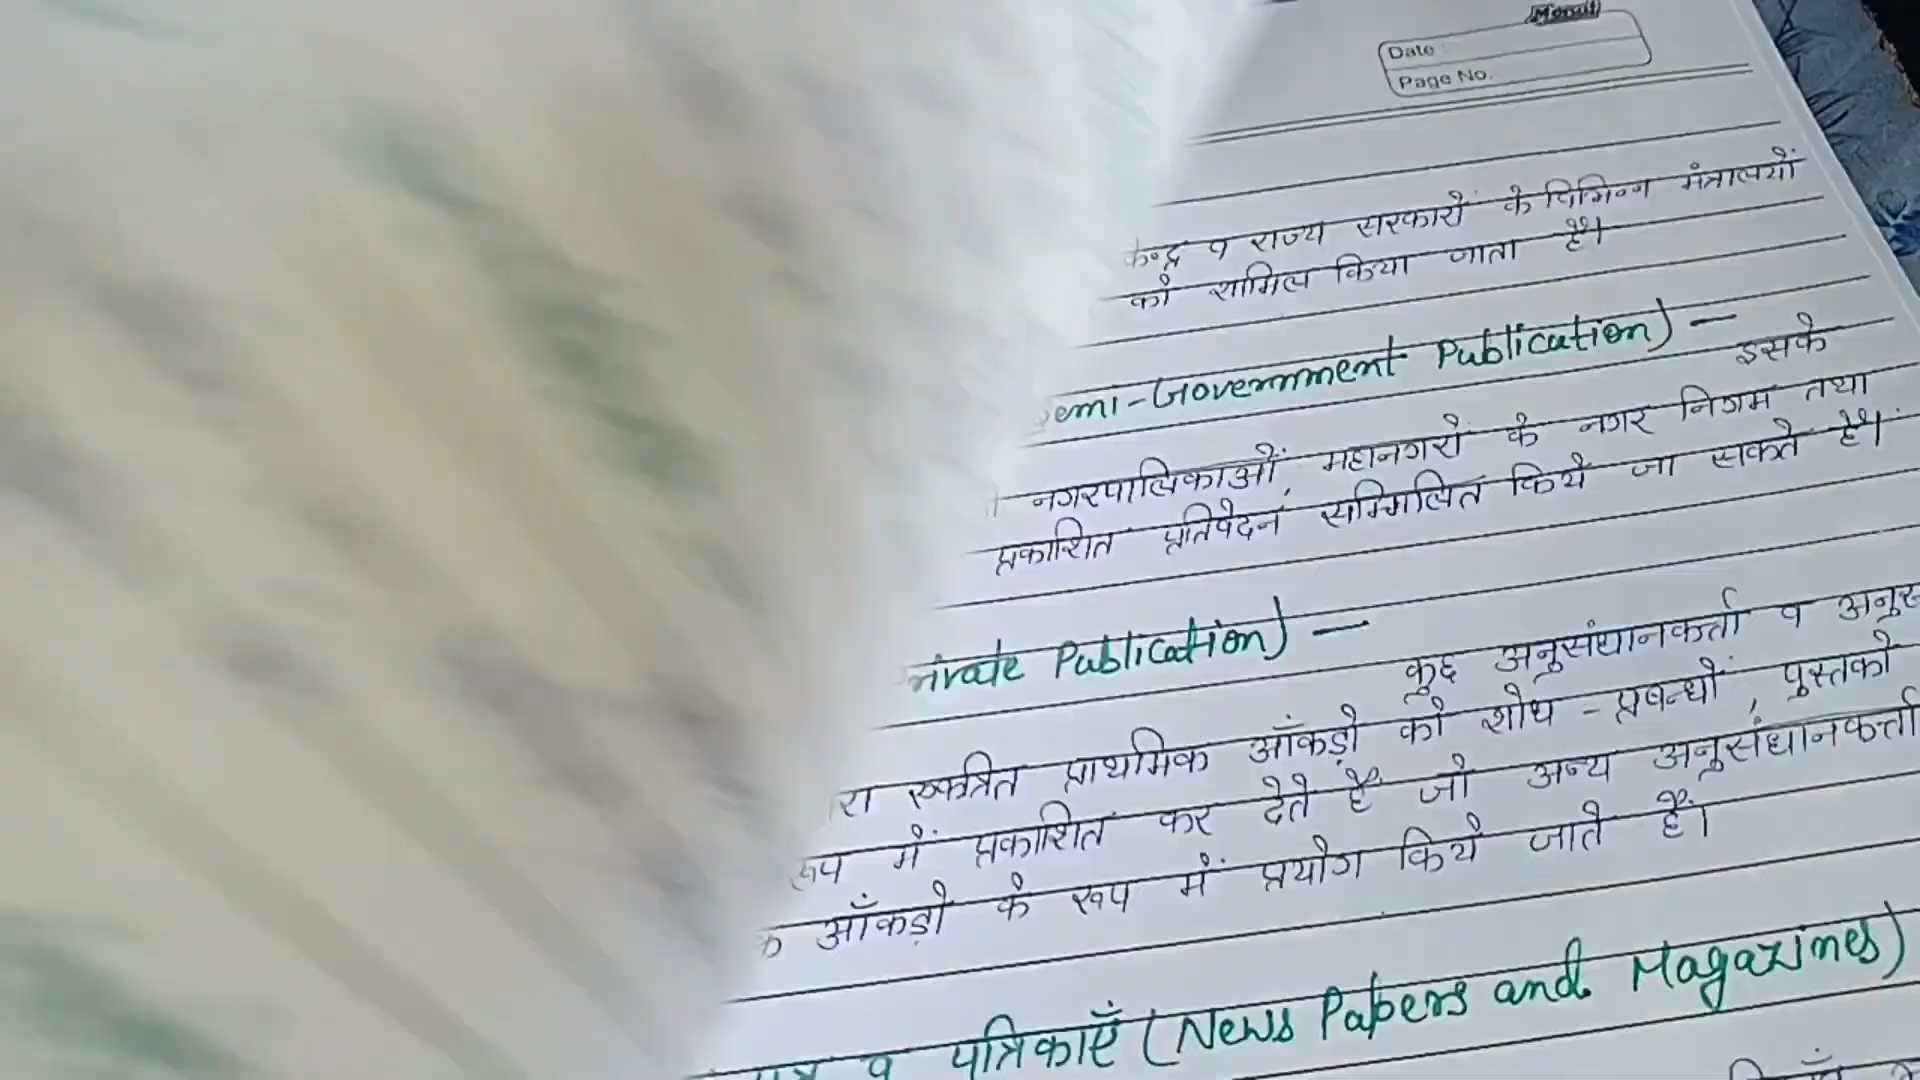 Date
Page No.
केन्द्र व राज्य सरकारों के विभिन्न मंत्रालयों
को शामिल किया जाता है।
emi-Government Publication) —
इसके
नगरपालिकाओं, महानगरों के नगर निगम तथा
प्रकाशित प्रतिवेदन सम्मिलित किये जा सकते है।
Publication) —
कुछ अनुसंधानकर्ता व
एकत्रित प्राथमिक आँकड़ो को शोध - प्रबन्धों, पुस्तकों
रूप में प्रकाशित कर देते हैं जो अन्य अनुसंधानकर्त्ता
आँकड़ो के रूप में प्रयोग किये जाते हैं।
व पत्रिकाएँ (News Papers and Magazines)